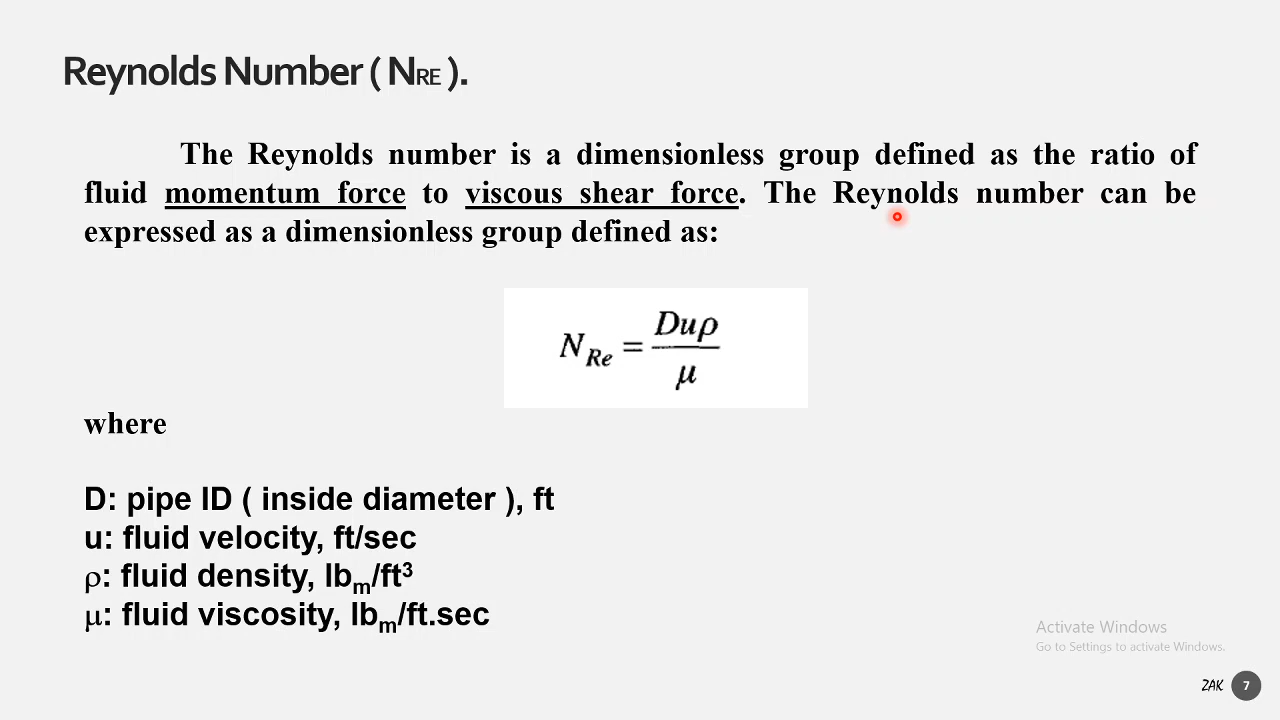 Reynolds Number ( NRE ).
The Reynolds number is a dimensionless group defined as the ratio of
fluid momentum force to viscous shear force. The Reynolds number can be
expressed as a dimensionless group defined as:
N_Re = Duρ / μ
where
D: pipe ID ( inside diameter ), ft
u: fluid velocity, ft/sec
ρ: fluid density, lb_m/ft³
μ: fluid viscosity, lb_m/ft.sec
Activate Windows
Go to Settings to activate Windows.
ZAK 7